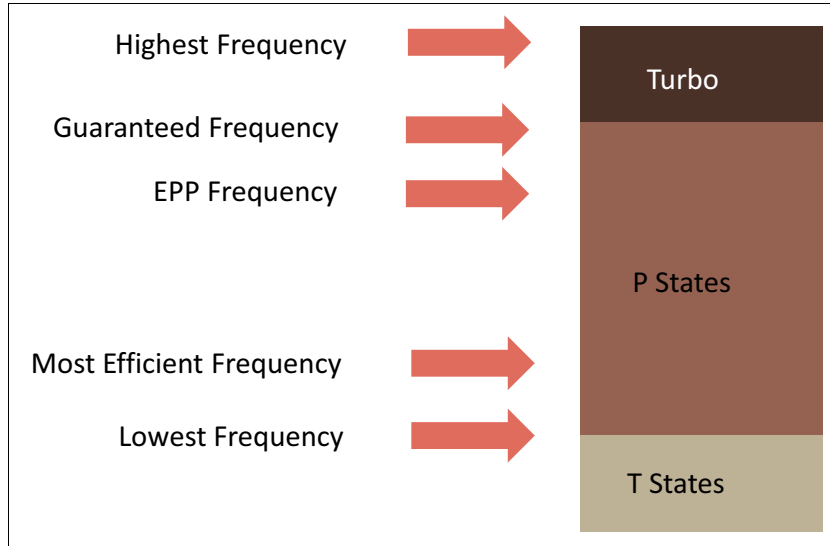 Highest Frequency
Turbo
Guaranteed Frequency
EPP Frequency
P States
Most Efficient Frequency
Lowest Frequency
T States